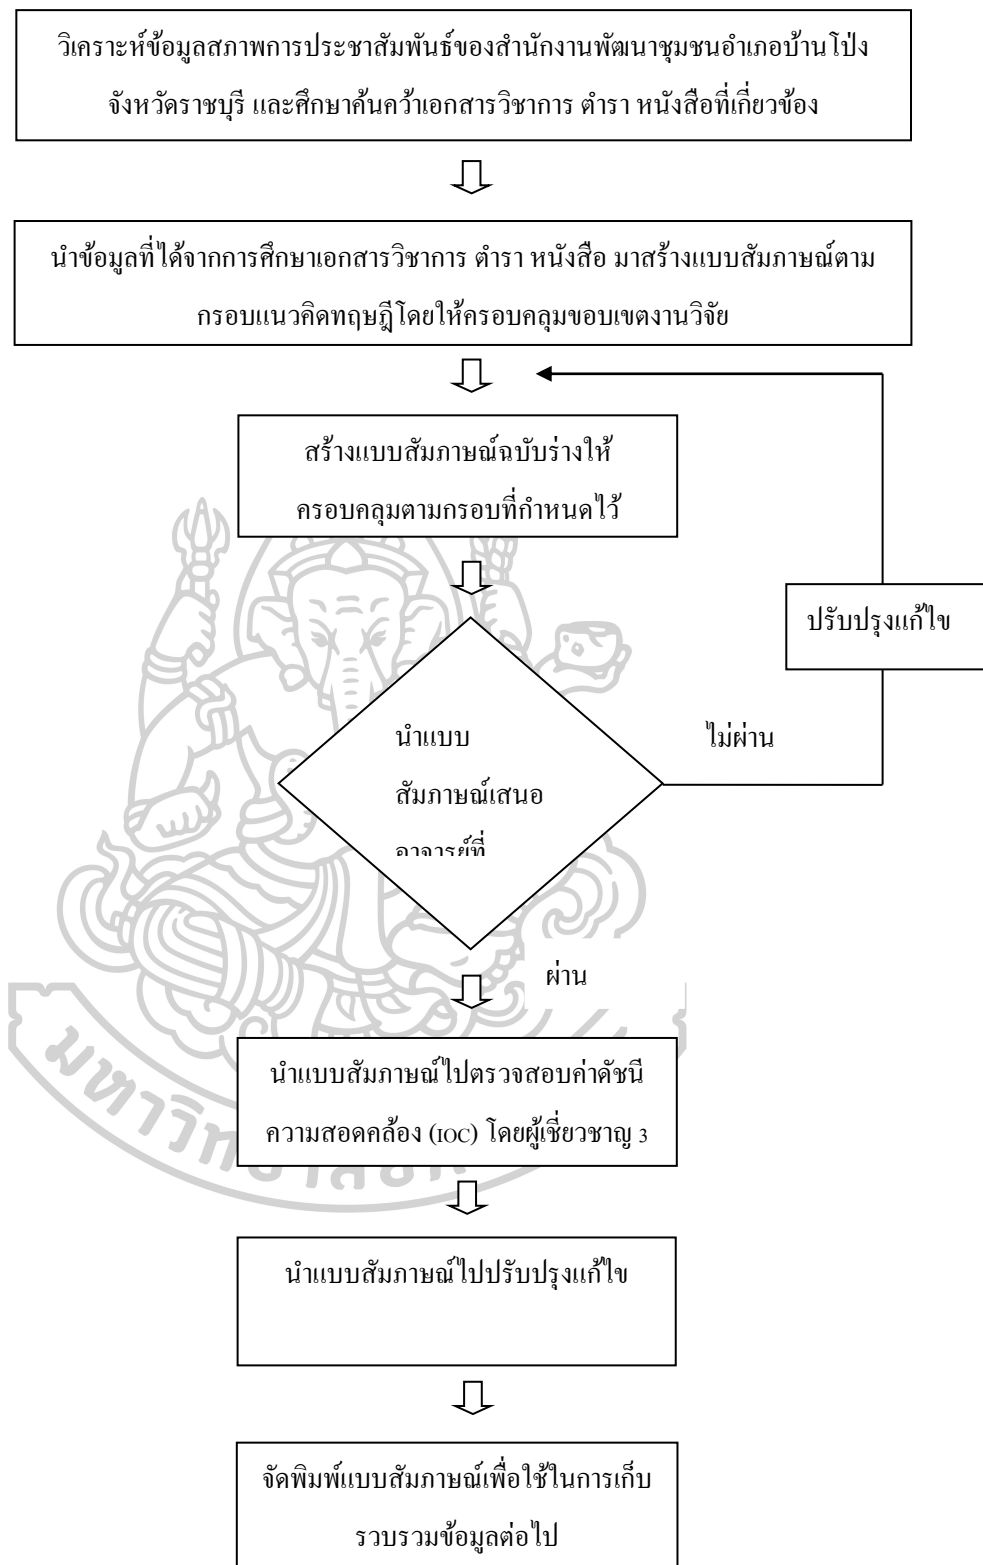 วิเคราะห์ข้อมูลสภาพการประชาสัมพันธ์ของสำนักงานพัฒนาชุมชนอำเภอบ้านโป่ง
จังหวัดราชบุรี และศึกษาค้นคว้าเอกสารวิชาการ ตำรา หนังสือที่เกี่ยวข้อง
นำข้อมูลที่ได้จากการศึกษาเอกสารวิชาการ ตำรา หนังสือ มาสร้างแบบสัมภาษณ์ตาม
กรอบแนวคิดทฤษฎีโดยให้ครอบคลุมขอบเขตงานวิจัย
สร้างแบบสัมภาษณ์ฉบับร่างให้
ครอบคลุมตามกรอบที่กำหนดไว้
ปรับปรุงแก้ไข
นำแบบ
สัมภาษณ์เสนอ
อาจารย์ที่
ไม่ผ่าน
ผ่าน
นำแบบสัมภาษณ์ไปตรวจสอบค่าดัชนี
ความสอดคล้อง (IOC) โดยผู้เชี่ยวชาญ 3
นำแบบสัมภาษณ์ไปปรับปรุงแก้ไข
จัดพิมพ์แบบสัมภาษณ์เพื่อใช้ในการเก็บ
รวบรวมข้อมูลต่อไป